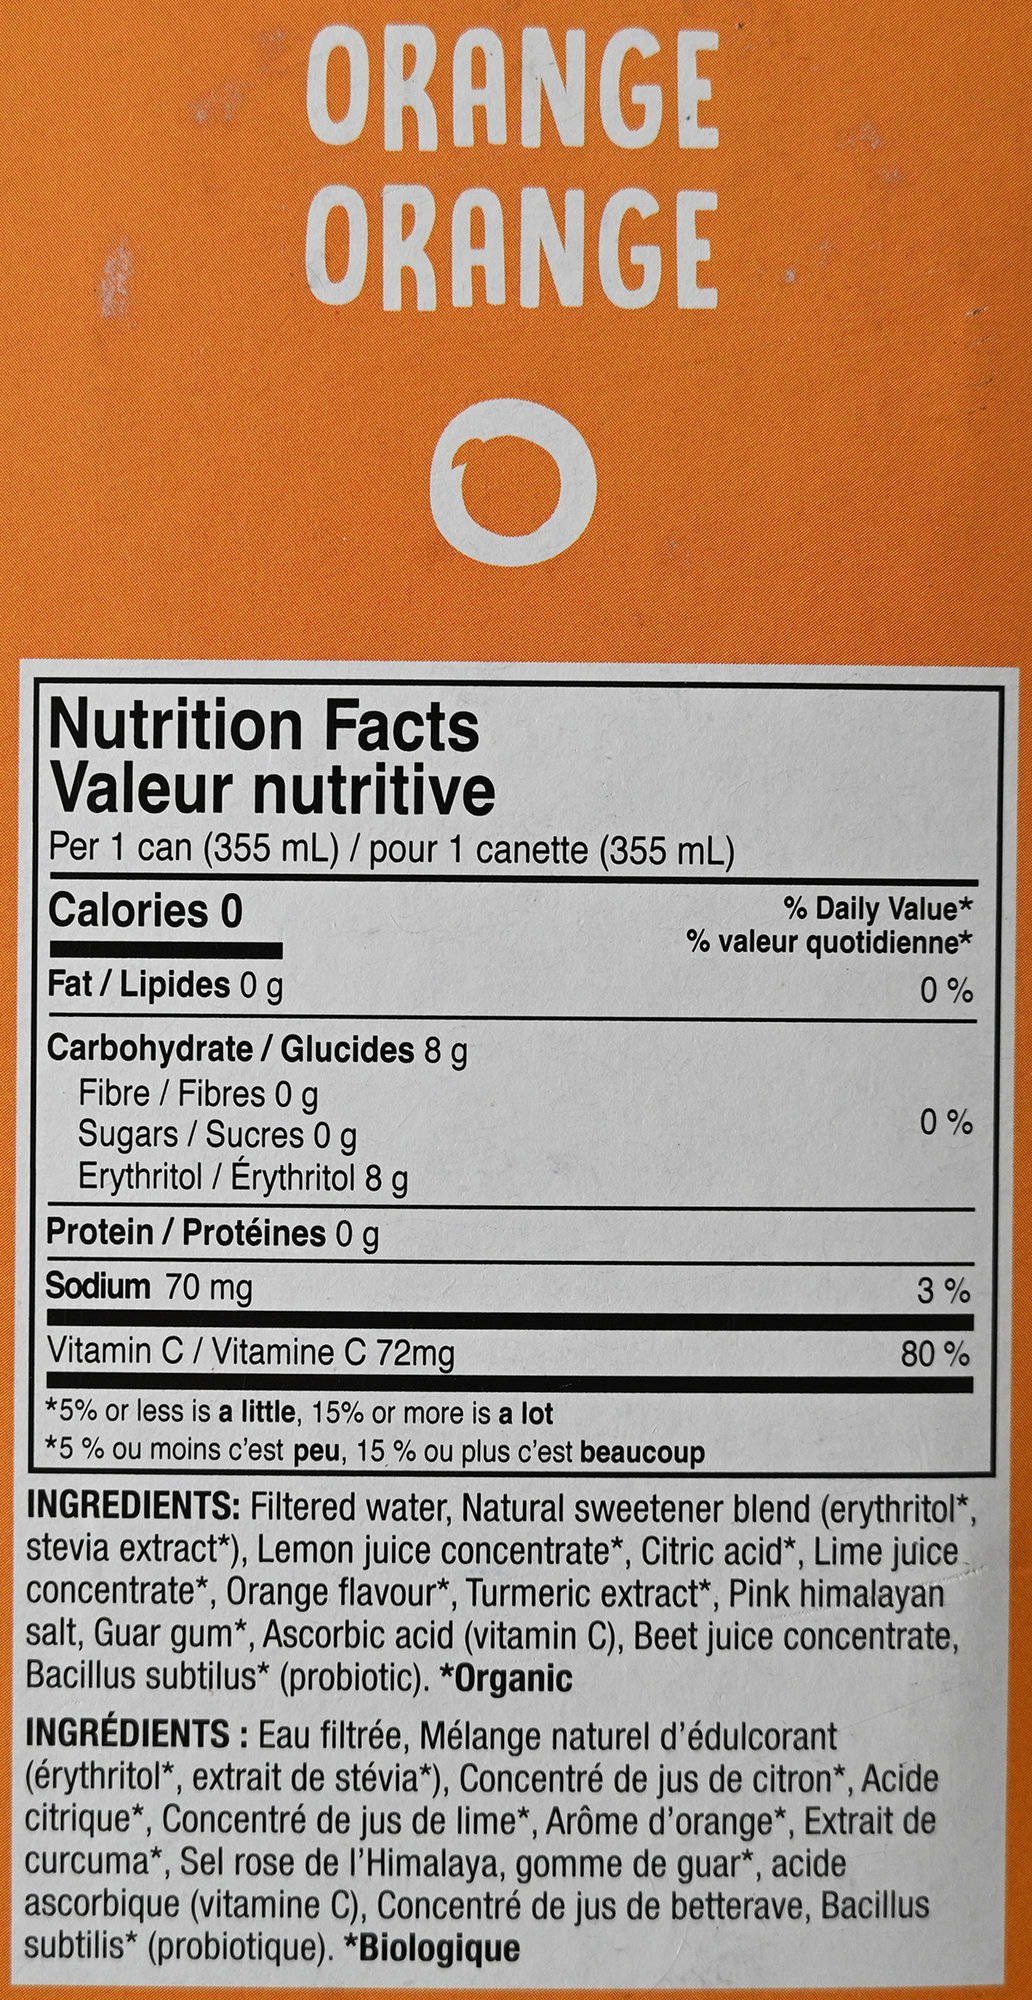 ORANGE
ORANGE
Nutrition Facts
Valeur nutritive
Per 1 can (355 mL) / pour 1 canette (355 mL)
Calories 0
% Daily Value*
% valeur quotidienne*
Fat / Lipides 0 g 0 %
Carbohydrate / Glucides 8 g
Fibre / Fibres 0 g
Sugars / Sucres 0 g 0 %
Erythritol / Érythritol 8 g
Protein / Protéines 0 g
Sodium 70 mg 3 %
Vitamin C / Vitamine C 72mg 80 %
*5% or less is a little, 15% or more is a lot
*5 % ou moins c'est peu, 15 % ou plus c'est beaucoup
INGREDIENTS: Filtered water, Natural sweetener blend (erythritol*,
stevia extract*), Lemon juice concentrate*, Citric acid*, Lime juice
concentrate*, Orange flavour*, Turmeric extract*, Pink himalayan
salt, Guar gum*, Ascorbic acid (vitamin C), Beet juice concentrate,
Bacillus subtilus* (probiotic). *Organic
INGRÉDIENTS : Eau filtrée, Mélange naturel d'édulcorant
(érythritol*, extrait de stévia*), Concentré de jus de citron*, Acide
citrique*, Concentré de jus de lime*, Arôme d'orange*, Extrait de
curcuma*, Sel rose de l'Himalaya, gomme de guar*, acide
ascorbique (vitamine C), Concentré de jus de betterave, Bacillus
subtilis* (probiotique). *Biologique